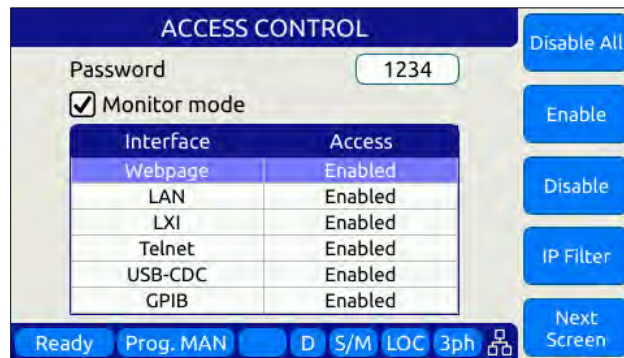 ACCESS CONTROL
Password 1234
Monitor mode
Interface Access
Webpage Enabled
LAN Enabled
LXI Enabled
Telnet Enabled
USB-CDC Enabled
GPIB Enabled
Ready Prog. MAN D S/M LOC 3ph
Disable All
Enable
Disable
IP Filter
Next
Screen